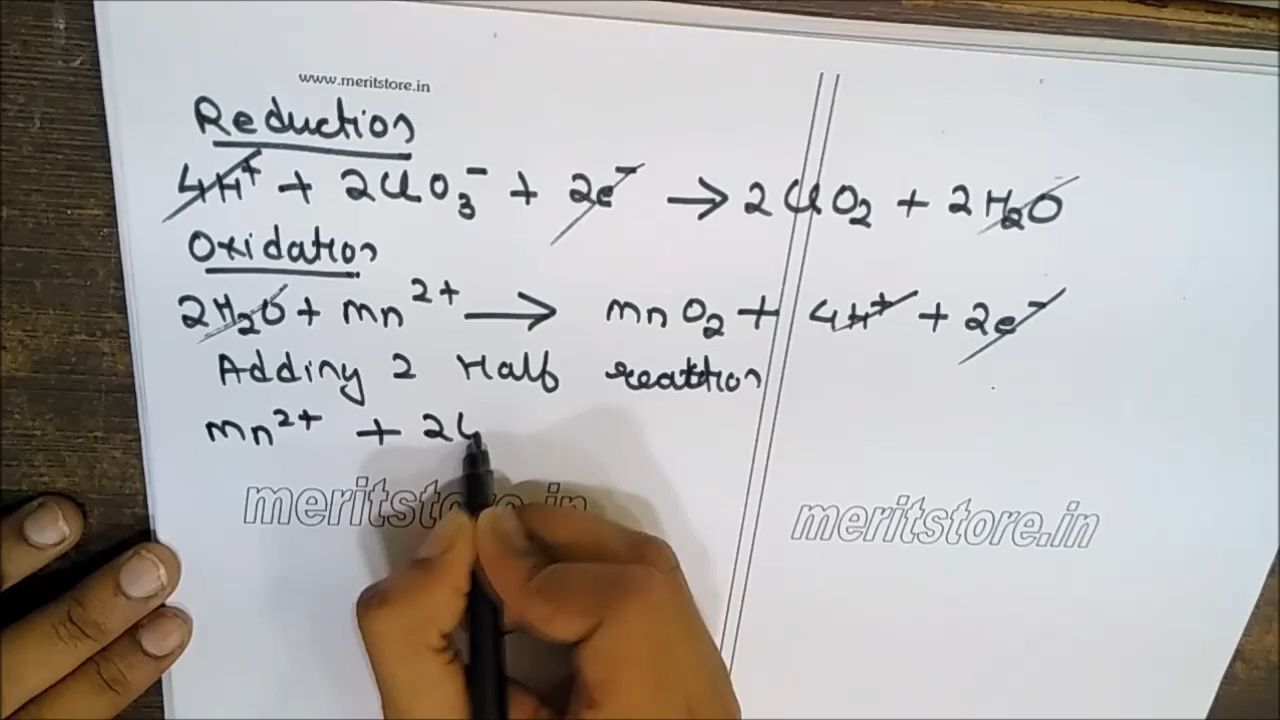 www.meritstore.in
Reduction
4H⁺ + 2ClO₃⁻ + 2e⁻ → 2ClO₂ + 2H₂O
Oxidation
2H₂O + mn²⁺ → mnO₂ + 4H⁺ + 2e⁻
Adding 2 Half reaction
mn²⁺ + 2
meritstore.in meritstore.in